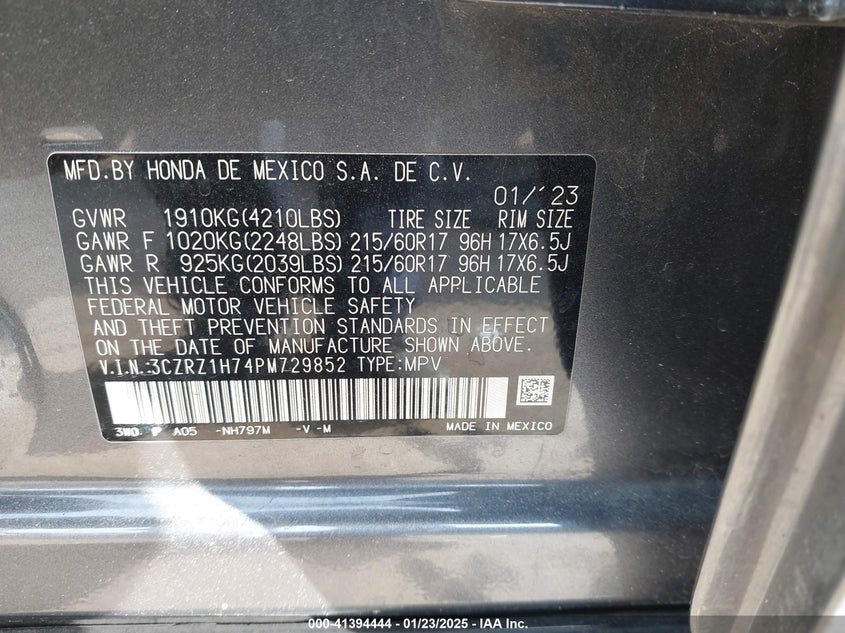 MFD.BY HONDA DE MEXICO S.A. DE C.V.
01/'23
GVWR 1910KG(4210LBS) TIRE SIZE RIM SIZE
GAWR F 1020KG(2248LBS) 215/60R17 96H 17X6.5J
GAWR R 925KG(2039LBS) 215/60R17 96H 17X6.5J
THIS VEHICLE CONFORMS TO ALL APPLICABLE
FEDERAL MOTOR VEHICLE SAFETY
AND THEFT PREVENTION STANDARDS IN EFFECT
ON THE DATE OF MANUFACTURE SHOWN ABOVE.
V.I.N.3CZRZ1H74PM729852 TYPE:MPV
3W0 A05 -NH797M -V -M MADE IN MEXICO
000-41394444 — 01/23/2025 — IAA Inc.